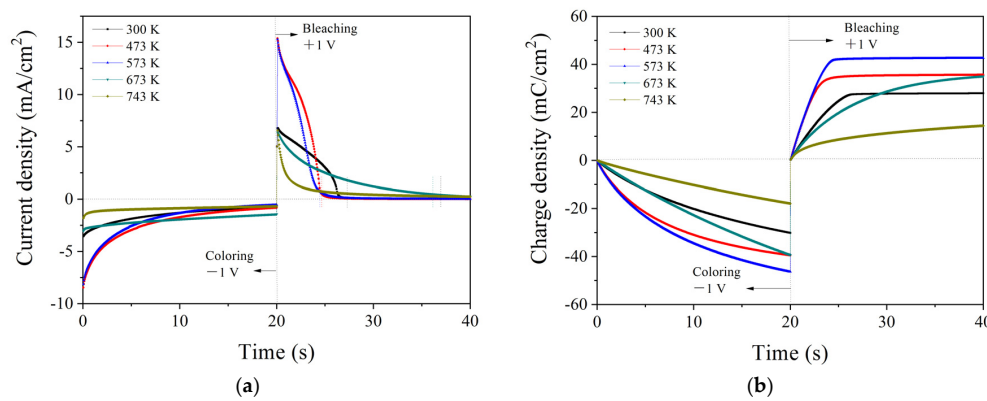 Current density (mA/cm²)
15
10
5
0
-5
-10
300 K
473 K
573 K
673 K
743 K
Bleaching
+1 V
Coloring
−1 V
0
10
20
30
40
Time (s)
(a)
Charge density (mC/cm²)
60
40
20
0
-20
-40
-60
300 K
473 K
573 K
673 K
743 K
Bleaching
+1 V
Coloring
−1 V
0
10
20
30
40
Time (s)
(b)